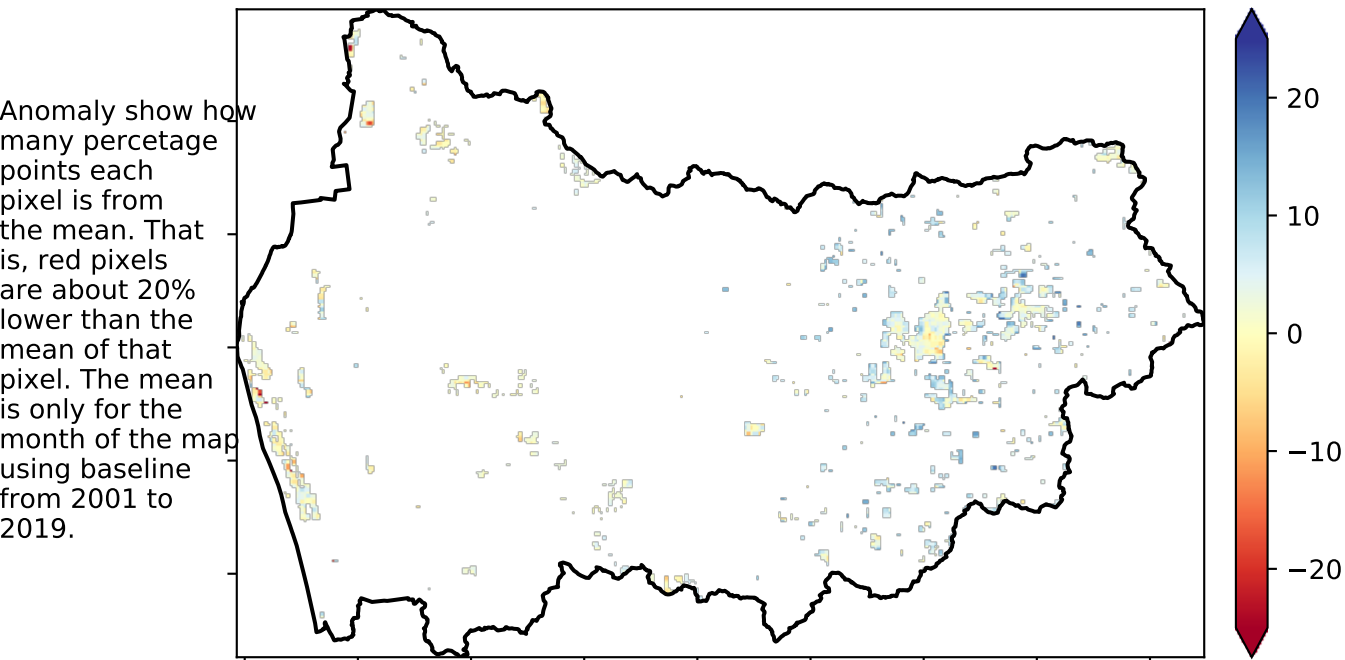 Anomaly show how
many percetage
points each
pixel is from
the mean. That
is, red pixels
are about 20%
lower than the
mean of that
pixel. The mean
is only for the
month of the map
using baseline
from 2001 to
2019.
20
10
0
−10
−20